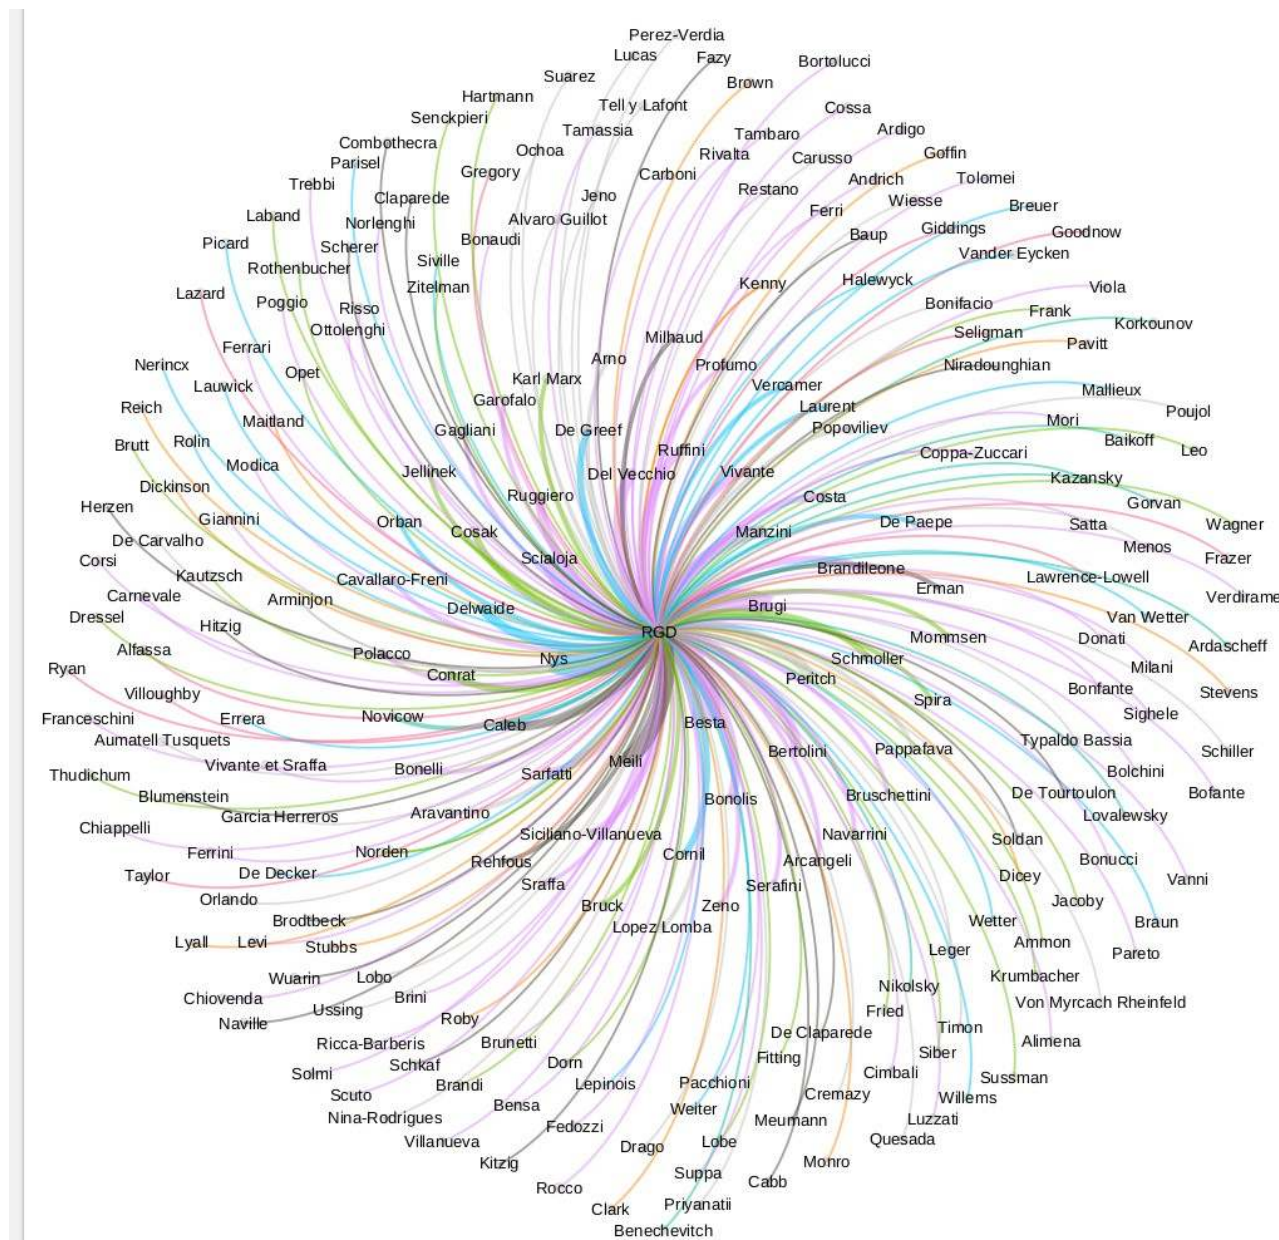 Perez-Verdia
Lucas
Fazy
Bortolucci
Suarez
Brown
Hartmann
Tell y Lafont
Cossa
Senckpieri
Tamassia
Tambaro
Ardigo
Combothecra
Ochoa
Rivalta
Carusso
Goffin
Parisel
Gregory
Carboni
Andrich
Tolomei
Trebbi
Claparede
Jeno
Restano
Wiesse
Breuer
Laband
Norlenghi
Alvaro Guillot
Ferri
Giddings
Goodnow
Picard
Scherer
Bonaudi
Baup
Vander Eycken
Rothenbucher
Siville
Zitelman
Kenny
Halewyck
Viola
Lazard
Poggio
Risso
Bonifacio
Frank
Korkounov
Ottolenghi
Milhaud
Seligman
Pavitt
Ferrari
Arno
Profumo
Niradounghian
Nerincx
Lauwick
Opet
Karl Marx
Vercamer
Mallieux
Garofalo
Laurent
Poujol
Reich
Maitland
Gagliani
De Greef
Popoviliev
Mori
Baikoff
Leo
Brutt
Rolin
Ruffini
Coppa-Zuccari
Modica
Jellinek
Del Vecchio
Vivante
Kazansky
Dickinson
Ruggiero
Costa
Gorvan
Herzen
Giannini
Orban
Cosak
Manzini
De Paepe
Satta
Wagner
De Carvalho
Menos
Frazer
Corsi
Kautzsch
Cavallaro-Freni
Scialoja
Brandileone
Erman
Lawrence-Lowell
Carnevale
Arminjon
Delwaide
Brugi
Verdirame
Dressel
Hitzig
RGD
Mommsen
Van Wetter
Alfassa
Polacco
Nys
Schmoller
Donati
Ardascheff
Ryan
Conrat
Peritch
Milani
Villoughby
Spira
Bonfante
Stevens
Franceschini
Errera
Novicow
Caleb
Besta
Sighele
Aumatell Tusquets
Typaldo Bassia
Schiller
Vivante et Sraffa
Bonelli
Sarfatti
Meili
Bertolini
Pappafava
Bolchini
Thudichum
Blumenstein
Bonolis
Bruschettini
De Tourtoulon
Bofante
Garcia Herreros
Aravantino
Lovalewsky
Chiappelli
Siciliano-Villanueva
Navarrini
Soldan
Ferrini
Norden
Rehfous
Cornil
Arcangeli
Bonucci
Taylor
De Decker
Sraffa
Serafini
Dicey
Vanni
Orlando
Bruck
Zeno
Jacoby
Brodtbeck
Lopez Lomba
Wetter
Braun
Lyall
Levi
Stubbs
Leger
Ammon
Pareto
Wuarin
Lobo
Krumbacher
Chiovenda
Brini
Nikolsky
Von Myrcach Rheinfeld
Naville
Ussing
Roby
Fried
Timon
Ricca-Barberis
Brunetti
De Claparede
Alimena
Solmi
Schkaf
Dorn
Fitting
Siber
Scuto
Brandi
Lepinois
Pacchioni
Cimbali
Sussman
Nina-Rodrigues
Bensa
Weiter
Cremazy
Willems
Villanueva
Fedozzi
Meumann
Luzzati
Kitzig
Drago
Lobe
Quesada
Rocco
Suppa
Monro
Clark
Priyanatii
Cabb
Benechevitch